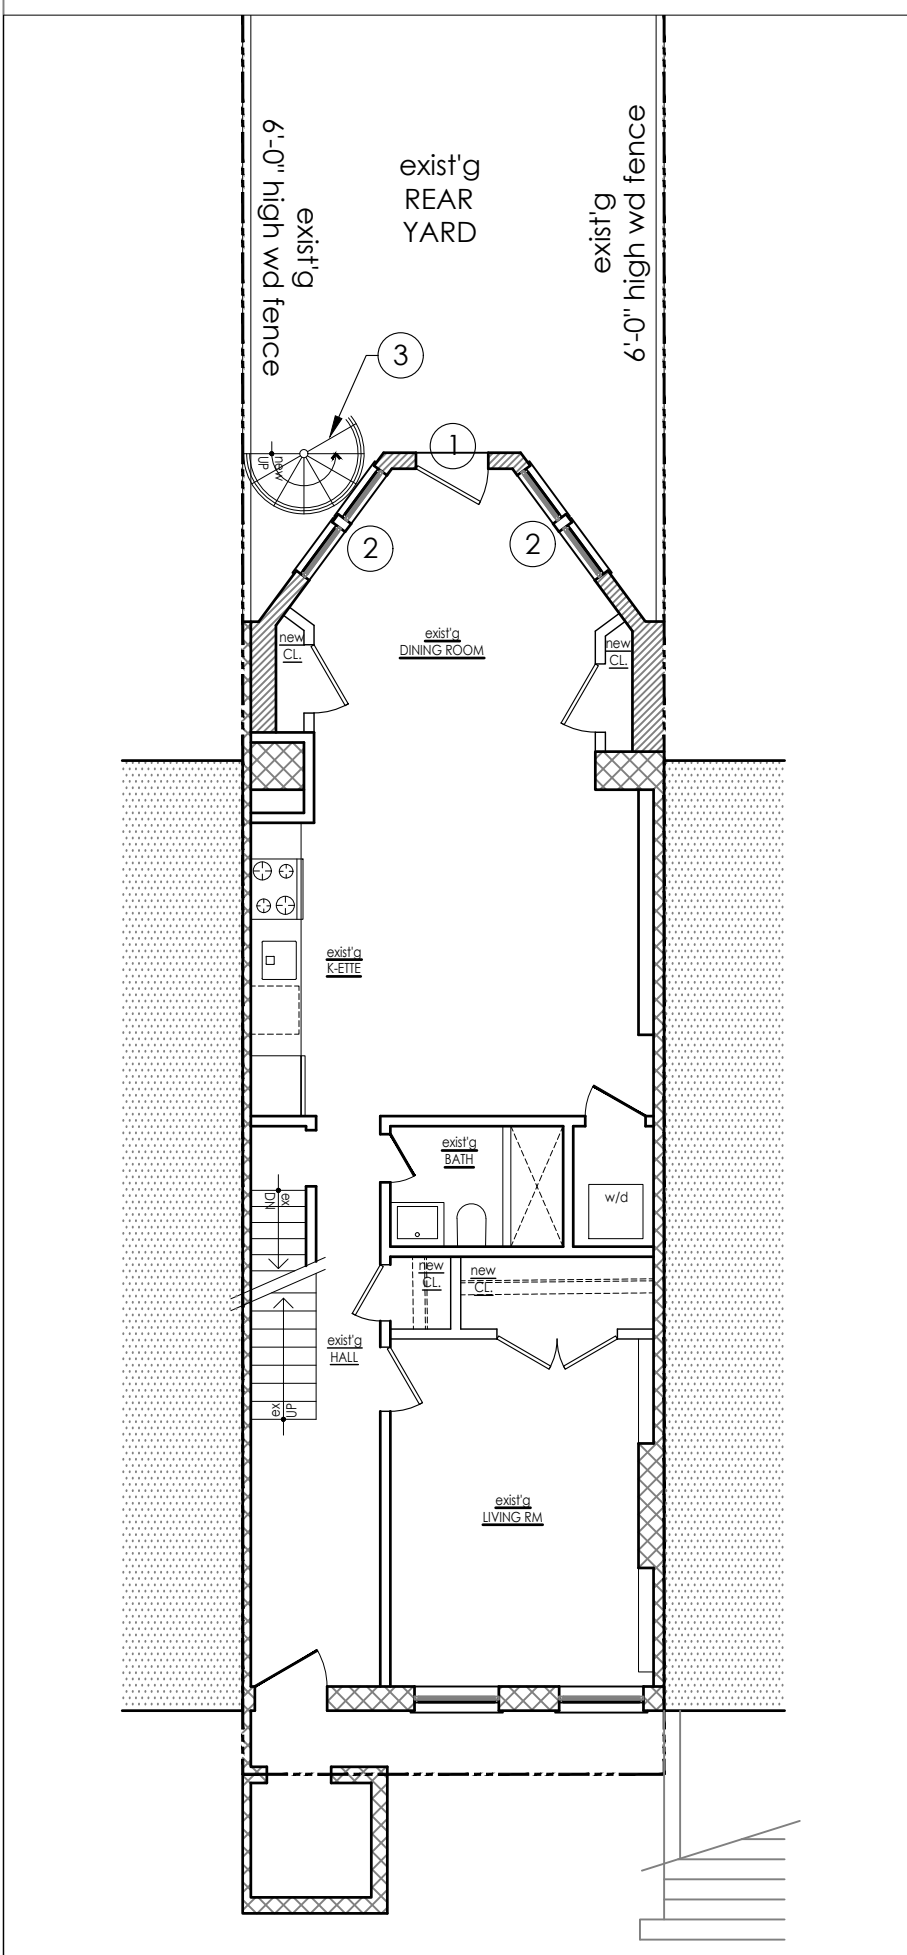 exist'g
REAR
YARD
exist'g
6'-0" high wd fence
exist'g
6'-0" high wd fence
3
1
new
UP
2
2
new
CL.
exist'g
DINING ROOM
new
CL.
exist'g
K-ETTE
exist'g
BATH
w/d
ex
DN
new
CL.
new
CL.
exist'g
HALL
ex
UP
exist'g
LIVING RM